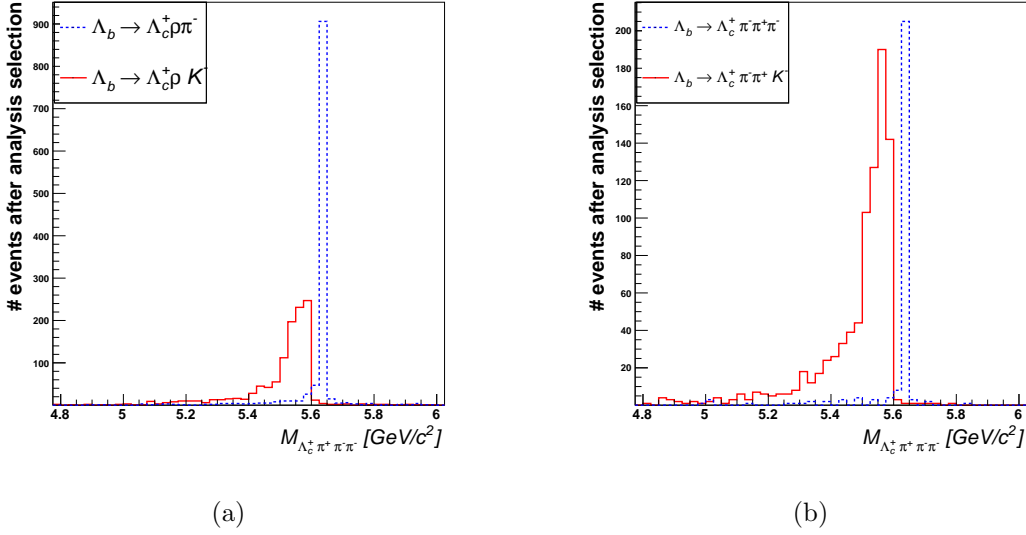 # events after analysis selection
900
800
700
600
500
400
300
200
100
Λb → Λc+ρπ-
Λb → Λc+ρ K-
4.8 5 5.2 5.4 5.6 5.8 6
MΛc+ π+ π-π- [GeV/c2]
(a)
# events after analysis selection
200
180
160
140
120
100
80
60
40
20
Λb → Λc+ π-π+π-
Λb → Λc+ π-π+ K-
4.8 5 5.2 5.4 5.6 5.8 6
MΛc+ π+ π-π- [GeV/c2]
(b)